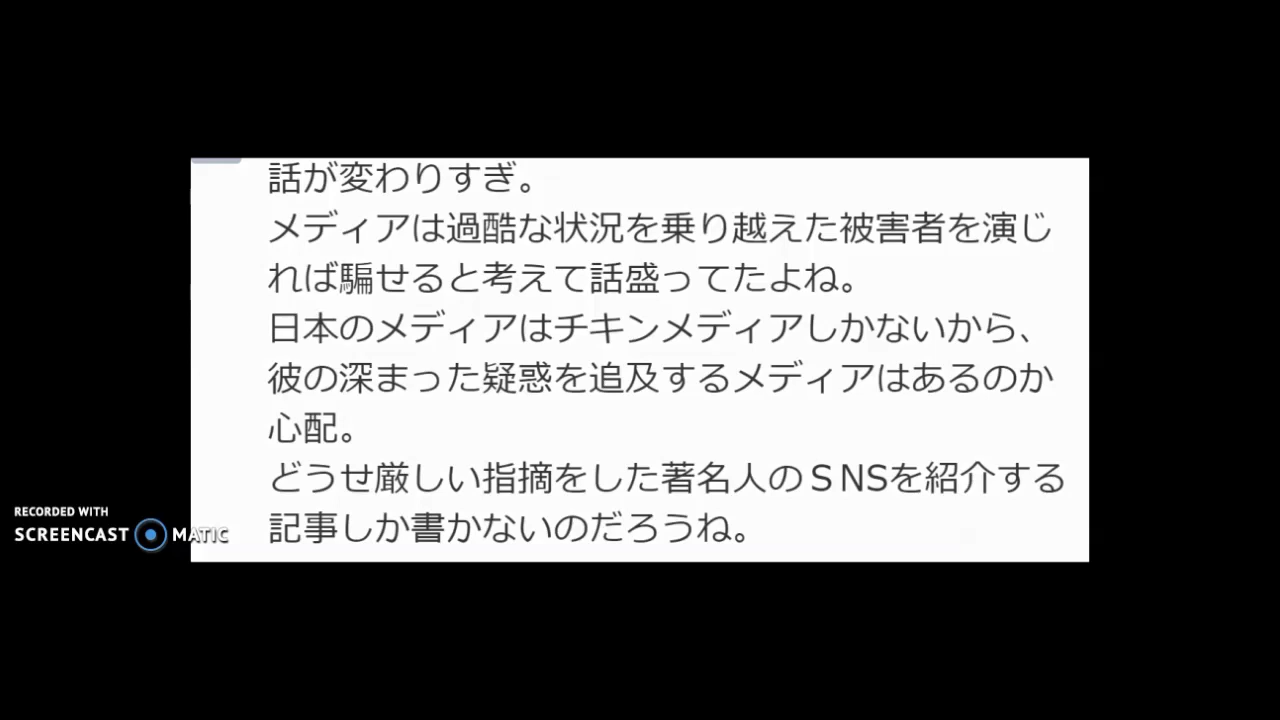 話が変わりすぎ。
メディアは過酷な状況を乗り越えた被害者を演じ
れば騙せると考えて話盛ってたよね。
日本のメディアはチキンメディアしかないから、
彼の深まった疑惑を追及するメディアはあるのか
心配。
どうせ厳しい指摘をした著名人のＳNSを紹介する
記事しか書かないのだろうね。
RECORDED WITH
SCREENCAST MATIC